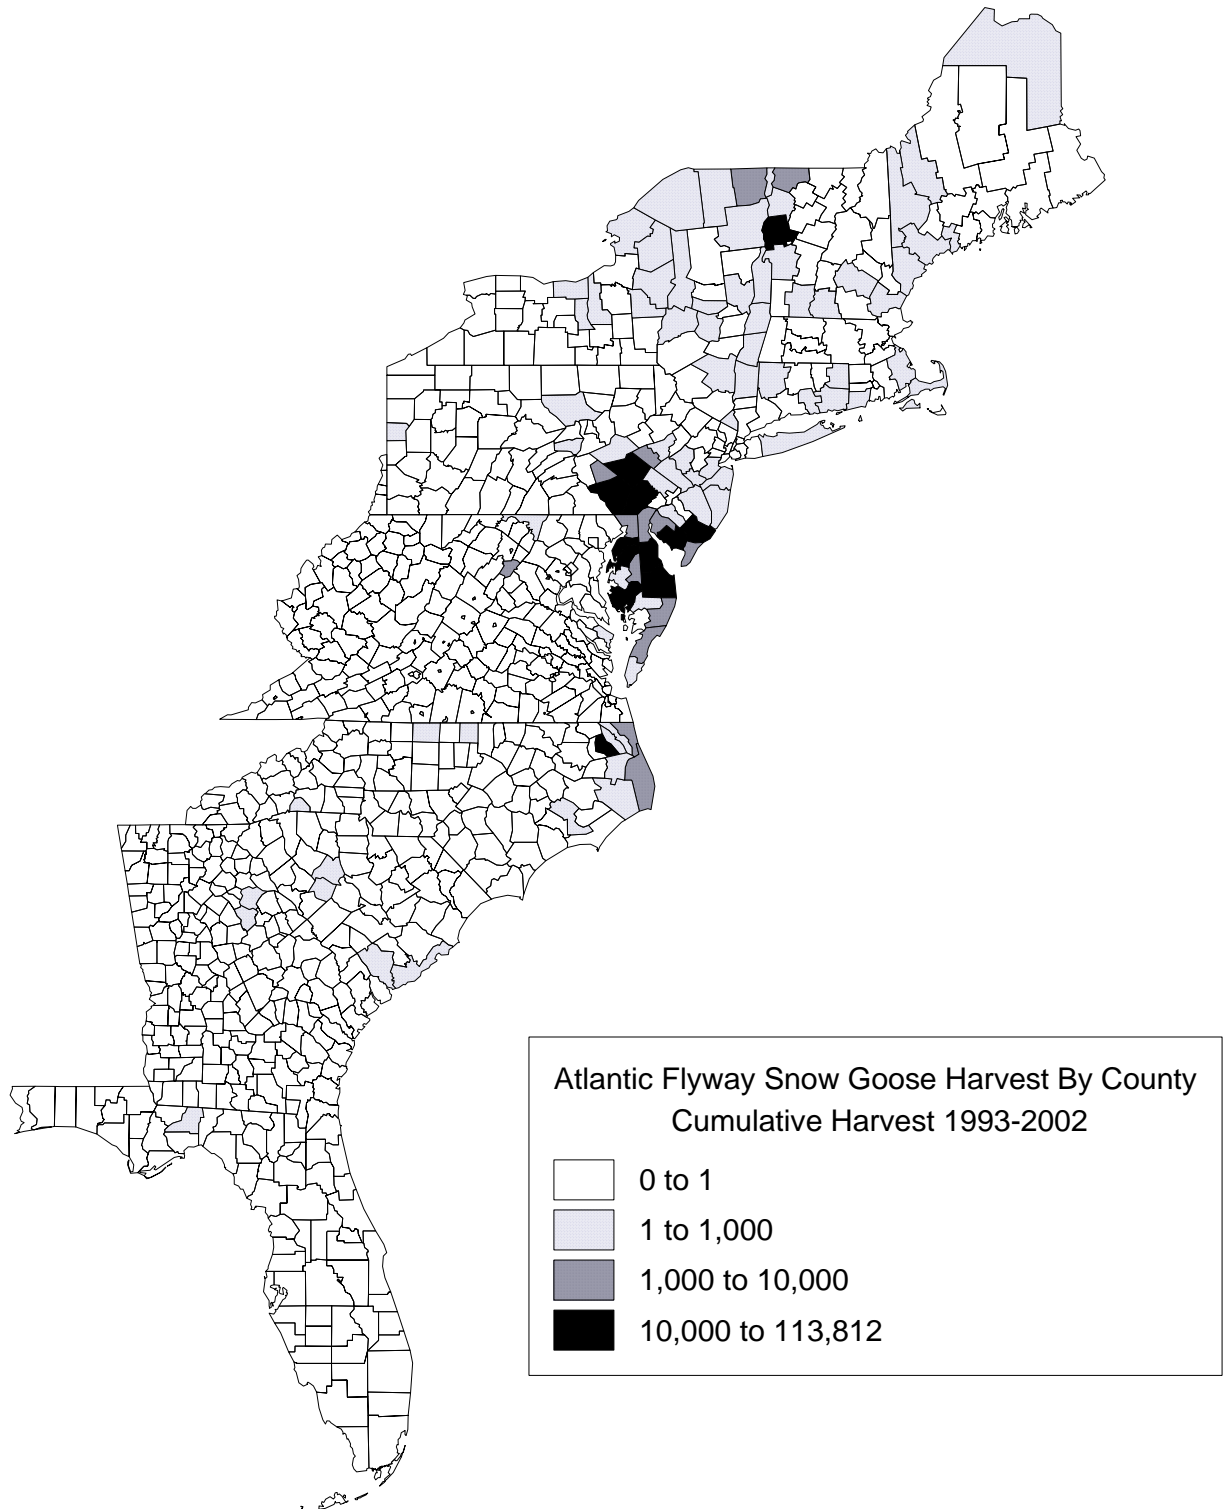 Atlantic Flyway Snow Goose Harvest By County
Cumulative Harvest 1993-2002
0 to 1
1 to 1,000
1,000 to 10,000
10,000 to 113,812